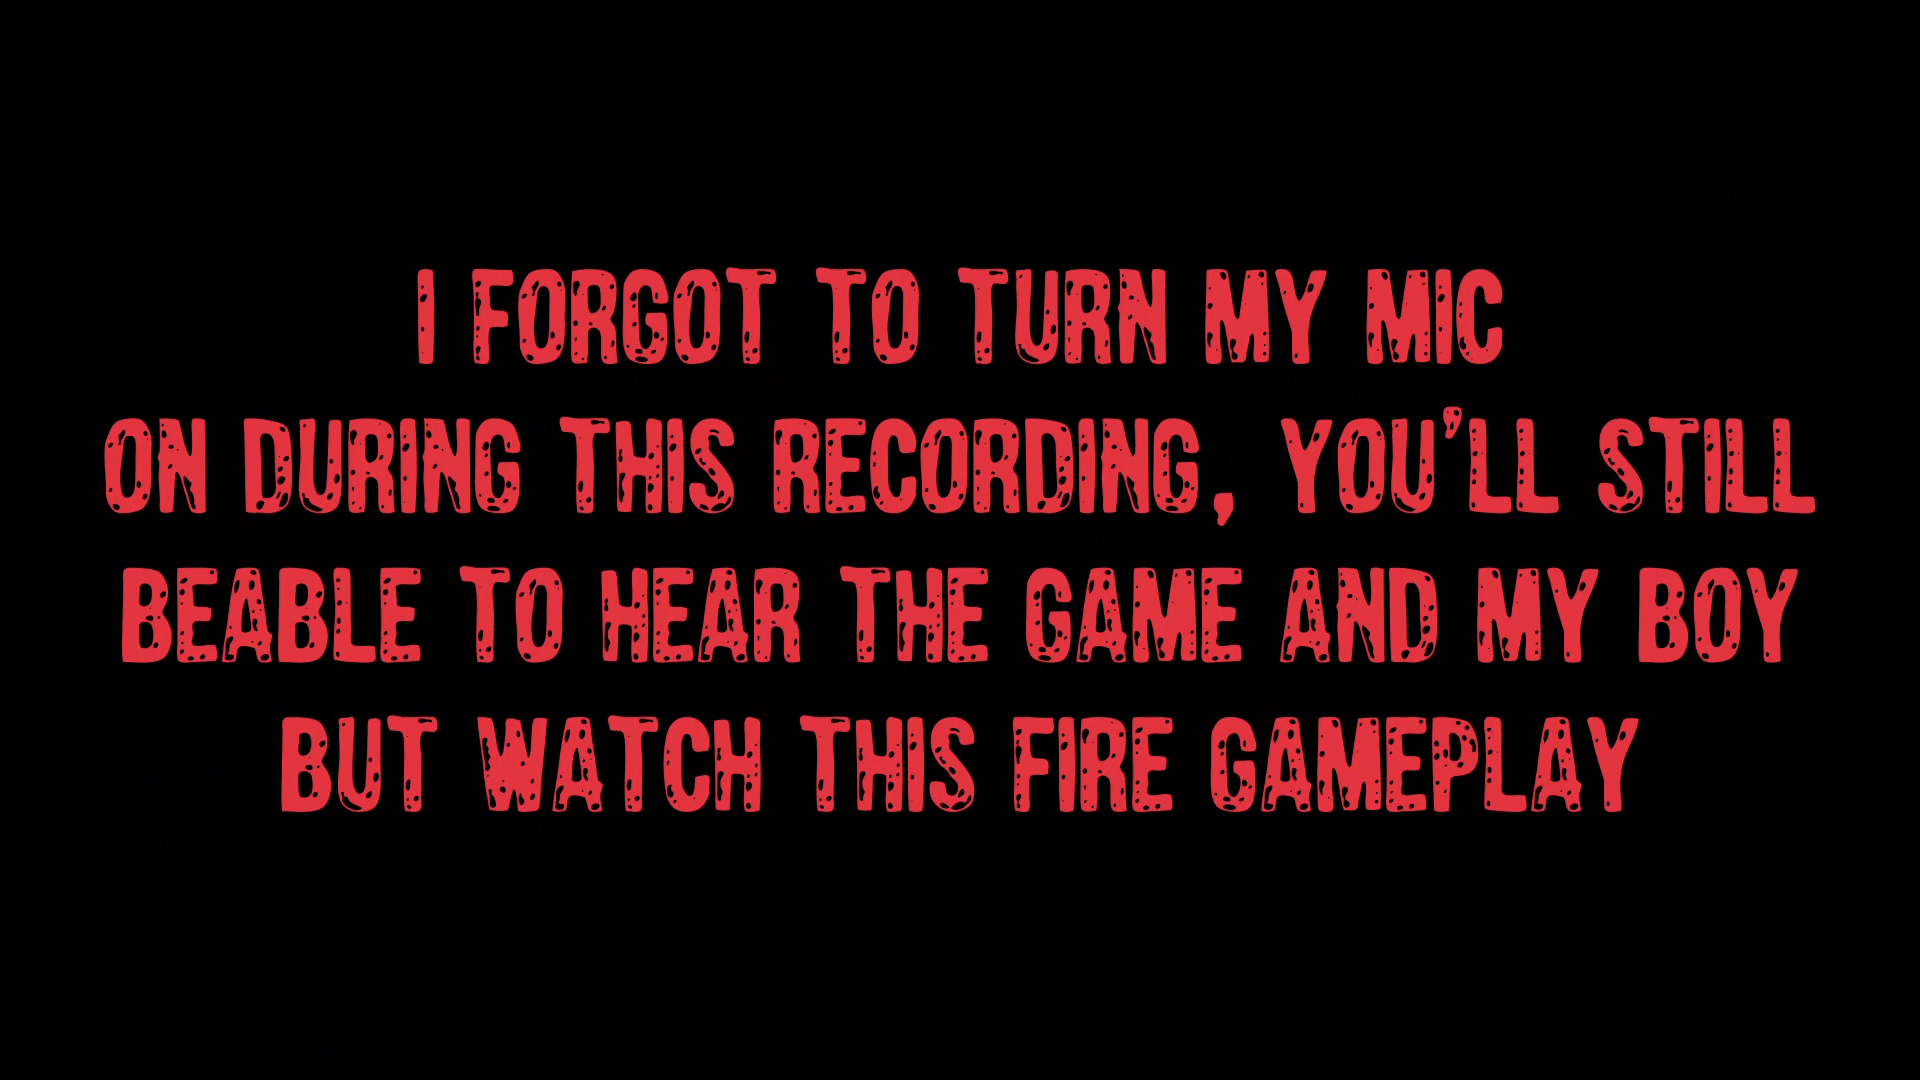 I FORGOT TO TURN MY MIC
ON DURING THIS RECORDING, YOU'LL STILL
BEABLE TO HEAR THE GAME AND MY BOY
BUT WATCH THIS FIRE GAMEPLAY